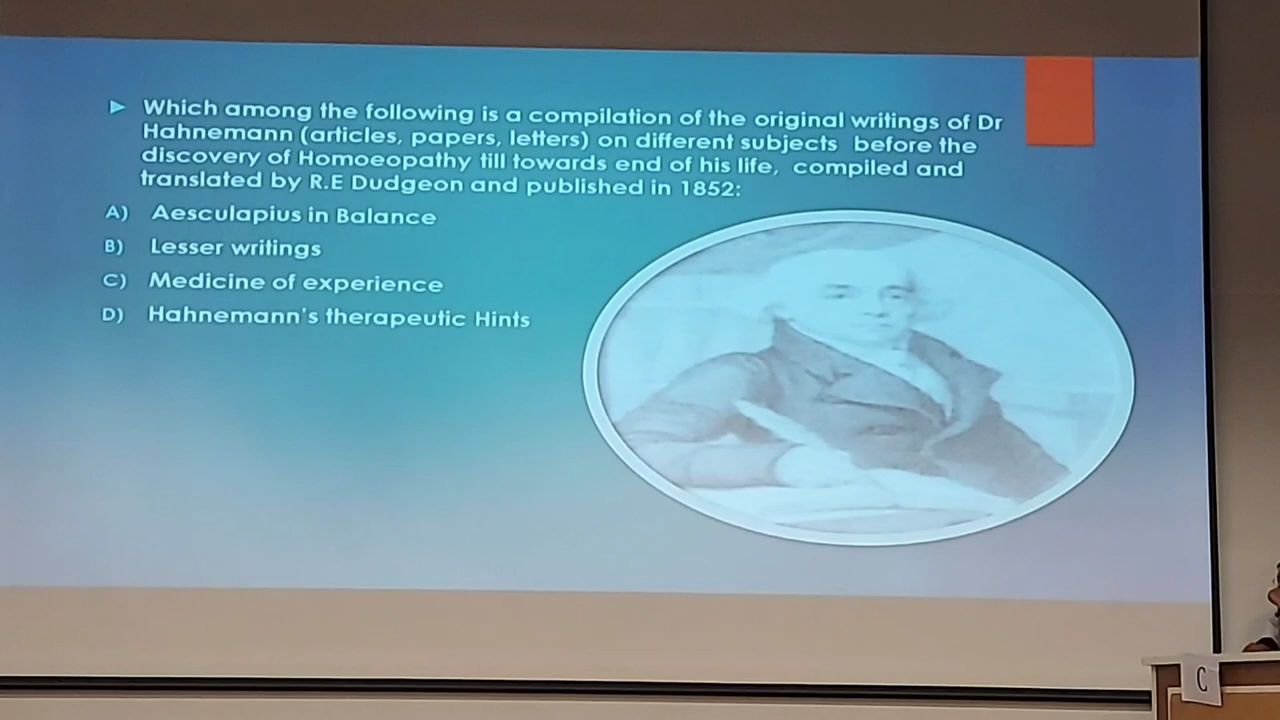 Which among the following is a compilation of the original writings of Dr
Hahnemann (articles, papers, letters) on different subjects before the
discovery of Homoeopathy till towards end of his life, compiled and
translated by R.E Dudgeon and published in 1852:
A) Aesculapius in Balance
B) Lesser writings
C) Medicine of experience
D) Hahnemann's therapeutic Hints
C